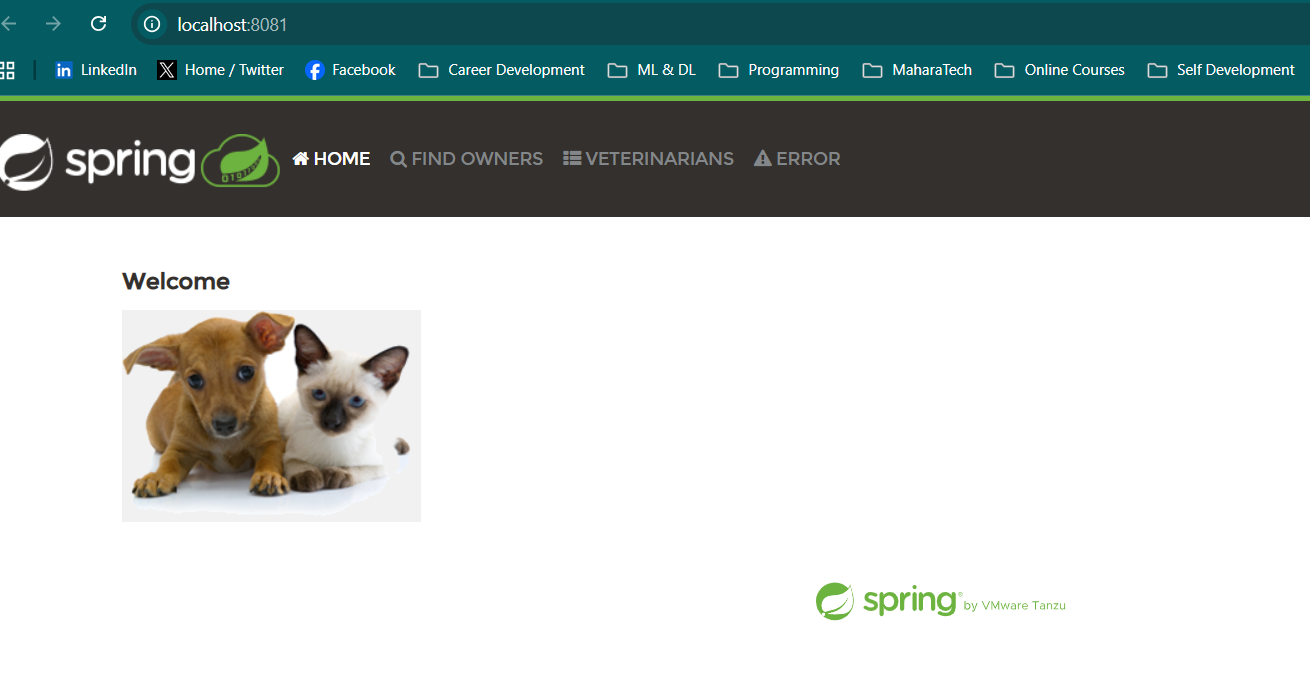 localhost:8081
LinkedIn Home / Twitter Facebook Career Development ML & DL Programming MaharaTech Online Courses Self Development
spring HOME FIND OWNERS VETERINARIANS ERROR
Welcome
spring® by VMware Tanzu